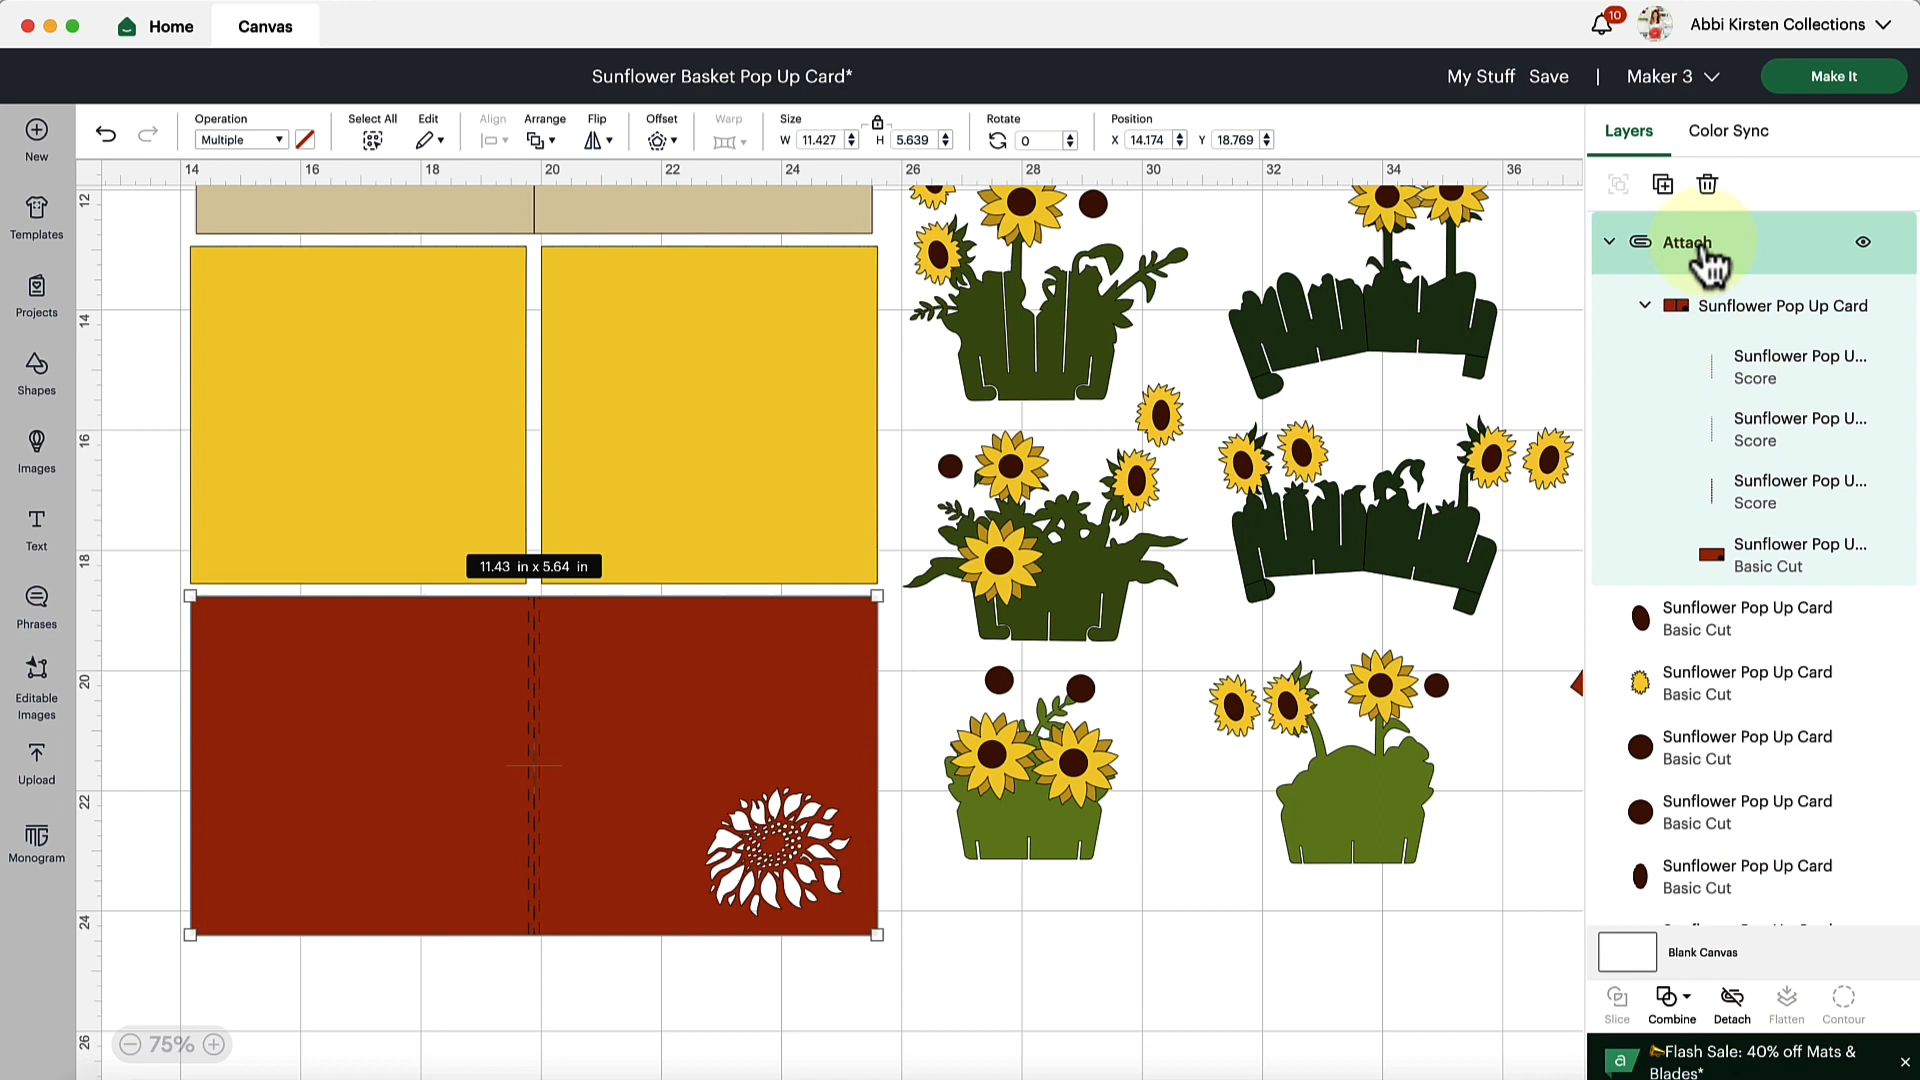 Home
Canvas
10
Abbi Kirsten Collections
Sunflower Basket Pop Up Card*
My Stuff
Save
|
Maker 3
Make It
New
Templates
Projects
Shapes
Images
Text
Phrases
Editable
Images
Upload
Monogram
Operation
Multiple
Select All
Edit
Align
Arrange
Flip
Offset
Warp
Size
W 11.427
H 5.639
Rotate
0
Position
X 14.174
Y 18.769
14 16 18 20 22 24 26 28 30 32 34 36
12
14
16
18
20
22
24
26
11.43 in x 5.64 in
75%
Layers
Color Sync
Attach
Sunflower Pop Up Card
Sunflower Pop U...
Score
Sunflower Pop U...
Score
Sunflower Pop U...
Score
Sunflower Pop U...
Basic Cut
Sunflower Pop Up Card
Basic Cut
Sunflower Pop Up Card
Basic Cut
Sunflower Pop Up Card
Basic Cut
Sunflower Pop Up Card
Basic Cut
Sunflower Pop Up Card
Basic Cut
Blank Canvas
Slice
Combine
Detach
Flatten
Contour
a
Flash Sale: 40% off Mats &
Blades*